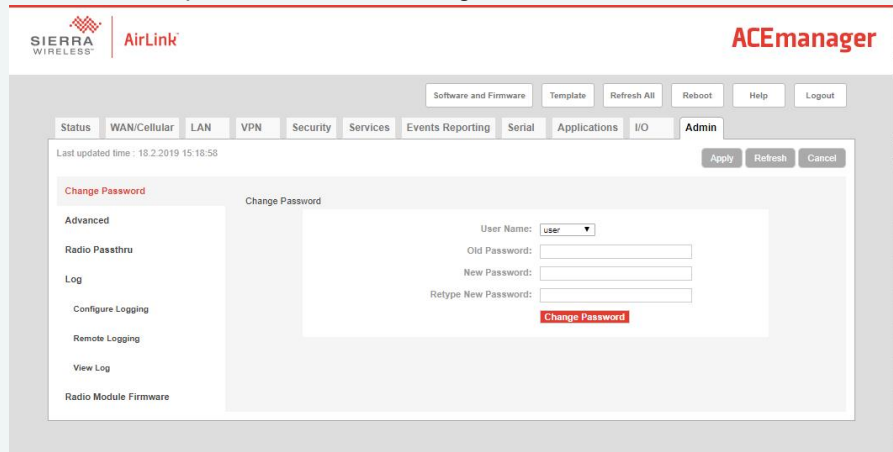 SIERRA
WIRELESS
AirLink
ACEmanager
Software and Firmware Template Refresh All Reboot Help Logout
Status WAN/Cellular LAN VPN Security Services Events Reporting Serial Applications I/O Admin
Last updated time : 18.2.2019 15:18:58
Apply Refresh Cancel
Change Password
Advanced
Radio Passthru
Log
Configure Logging
Remote Logging
View Log
Radio Module Firmware
Change Password
User Name: user
Old Password:
New Password:
Retype New Password:
Change Password